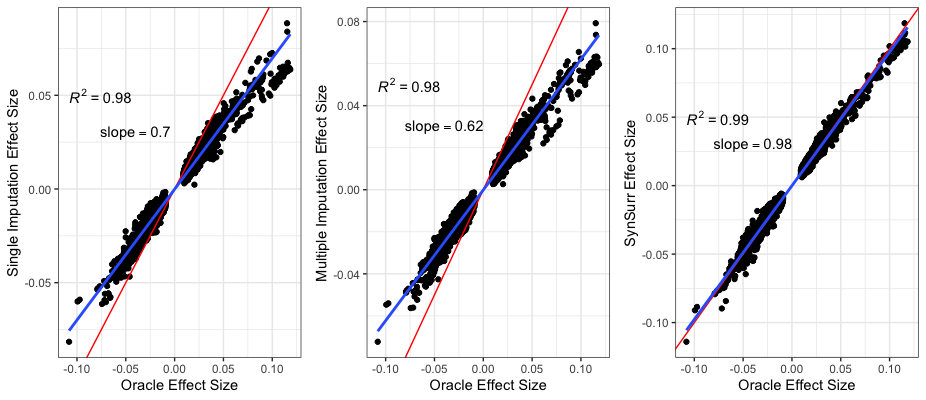 Single Imputation Effect Size
0.05
0.00
-0.05
R² = 0.98
slope = 0.7
-0.10 -0.05 0.00 0.05 0.10
Oracle Effect Size
Multiple Imputation Effect Size
0.08
0.04
0.00
-0.04
R² = 0.98
slope = 0.62
-0.10 -0.05 0.00 0.05 0.10
Oracle Effect Size
SynSurr Effect Size
0.10
0.05
0.00
-0.05
-0.10
R² = 0.99
slope = 0.98
-0.10 -0.05 0.00 0.05 0.10
Oracle Effect Size